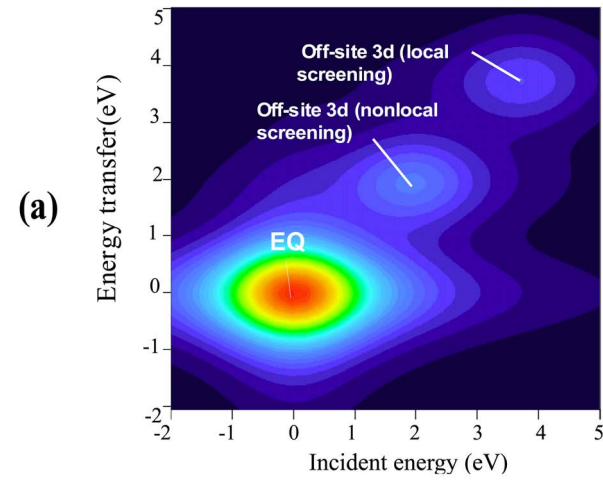 (a)
Energy transfer(eV)
5
4
3
2
1
0
-1
-2
Off-site 3d (local
screening)
Off-site 3d (nonlocal
screening)
EQ
-2 -1 0 1 2 3 4 5
Incident energy (eV)